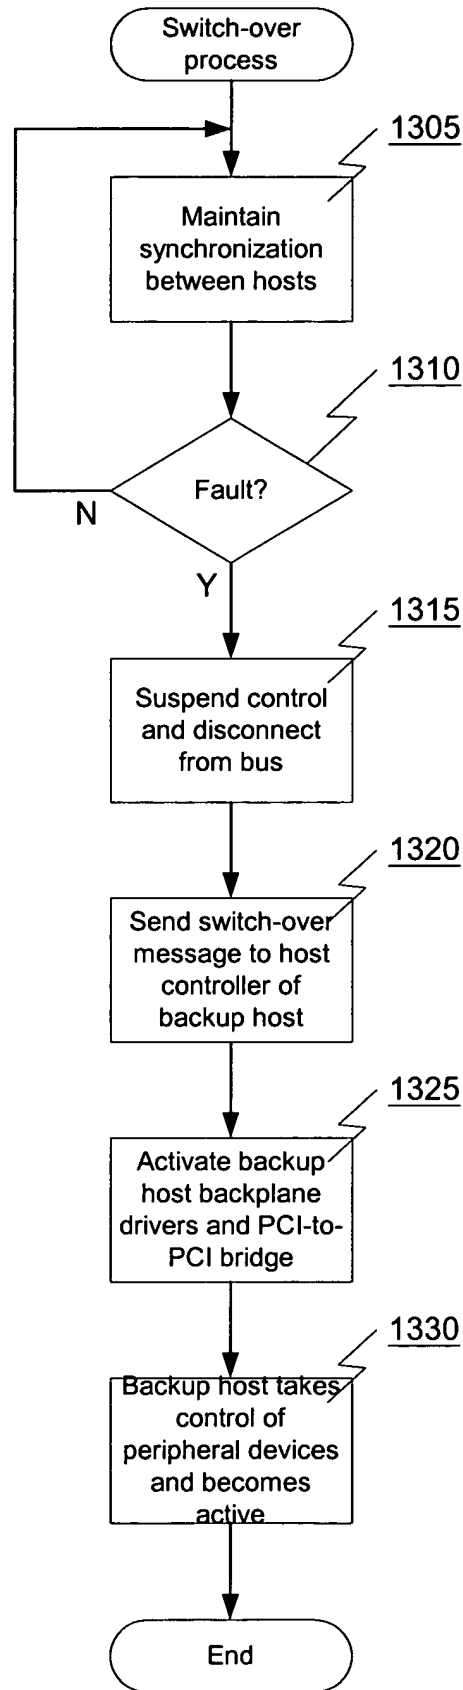 Switch-over
process
1305
Maintain
synchronization
between hosts
1310
Fault?
N
Y
1315
Suspend control
and disconnect
from bus
1320
Send switch-over
message to host
controller of
backup host
1325
Activate backup
host backplane
drivers and PCI-to-
PCI bridge
1330
Backup host takes
control of
peripheral devices
and becomes
active
End